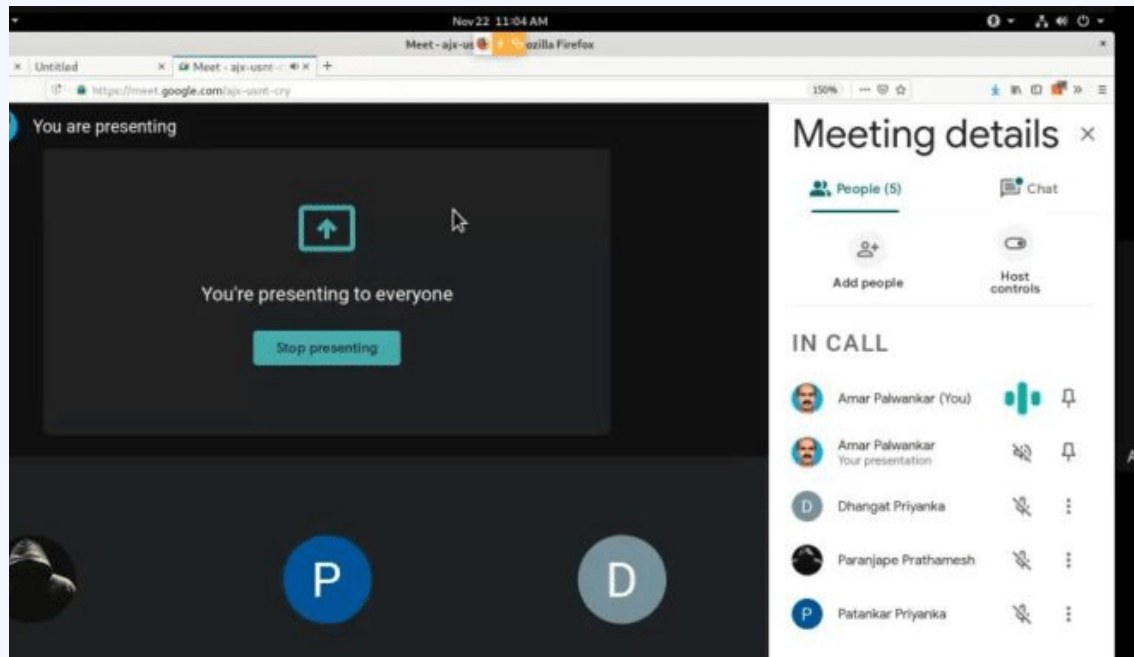 Nov 22 11:04 AM
Meet - ajx-us ozilla Firefox
Untitled
Meet - ajx-usnt -
https://meet.google.com/ajx-usnt-cry
150%
You are presenting
You're presenting to everyone
Stop presenting
P
D
Meeting details
People (5)
Chat
Add people
Host
controls
IN CALL
Amar Palwankar (You)
Amar Palwankar
Your presentation
D Dhangat Priyanka
Paranjape Prathamesh
P Patankar Priyanka
A